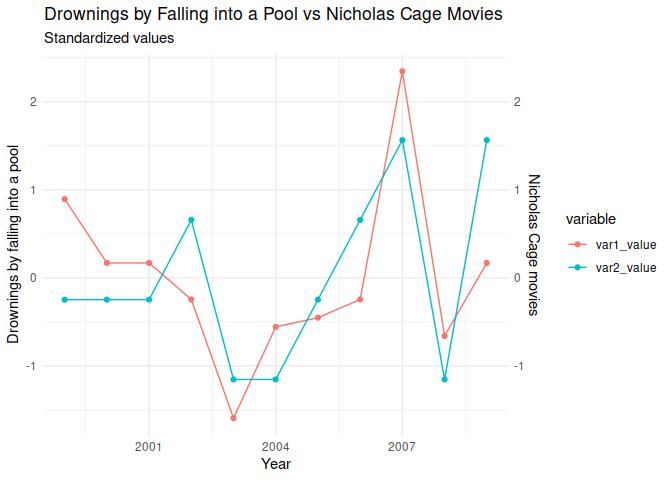 Drownings by Falling into a Pool vs Nicholas Cage Movies
Standardized values
Drownings by falling into a pool
2
1
0
-1
2
1
0
-1
Nicholas Cage movies
variable
var1_value
var2_value
2001
2004
2007
Year